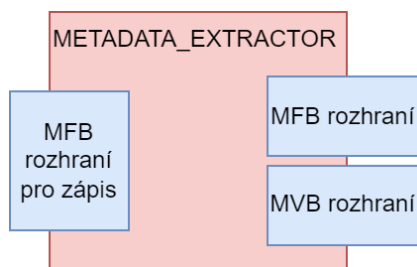 METADATA_EXTRACTOR
MFB
rozhraní
pro zápis
MFB rozhraní
MVB rozhraní